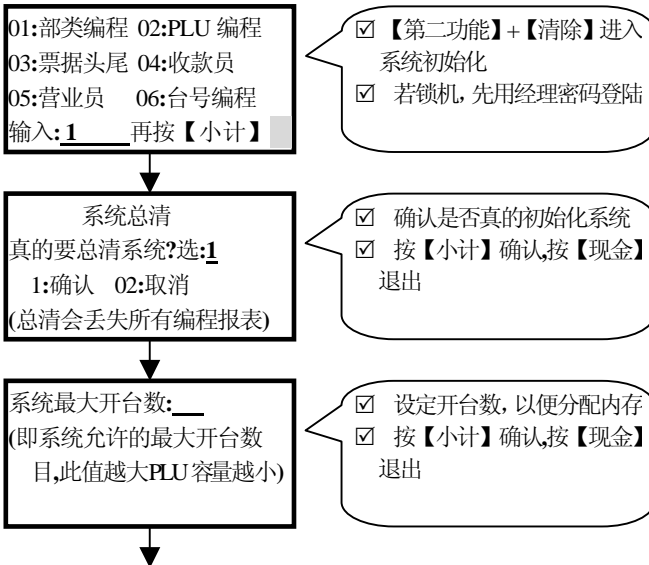 01:部类编程 02:PLU 编程
03:票据头尾 04:收款员
05:营业员 06:台号编程
输入:1 再按【小计】
☑ 【第二功能】+【清除】进入
系统初始化
☑ 若锁机, 先用经理密码登陆
系统总清
真的要总清系统?选:1
1:确认 02:取消
(总清会丢失所有编程报表)
☑ 确认是否真的初始化系统
☑ 按【小计】确认,按【现金】
退出
系统最大开台数:__
(即系统允许的最大开台数
目,此值越大PLU容量越小)
☑ 设定开台数, 以便分配内存
☑ 按【小计】确认,按【现金】
退出